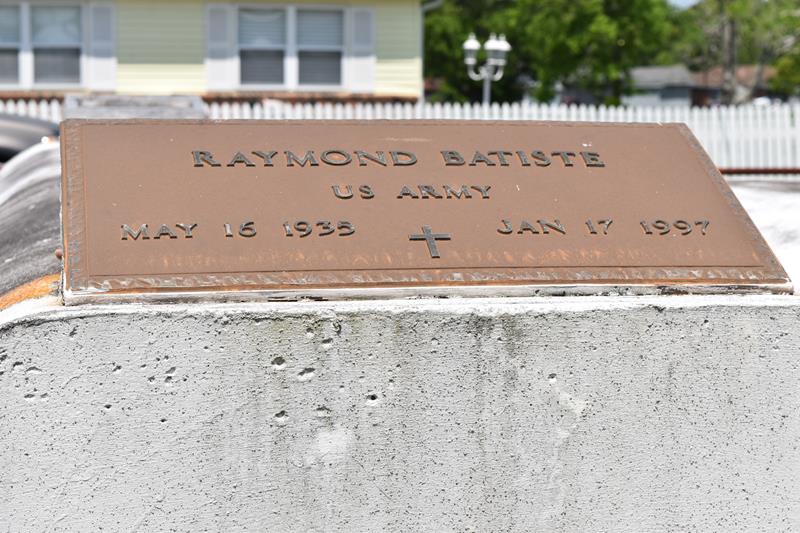 RAYMOND BATISTE
US ARMY
MAY 16 1935 JAN 17 1997